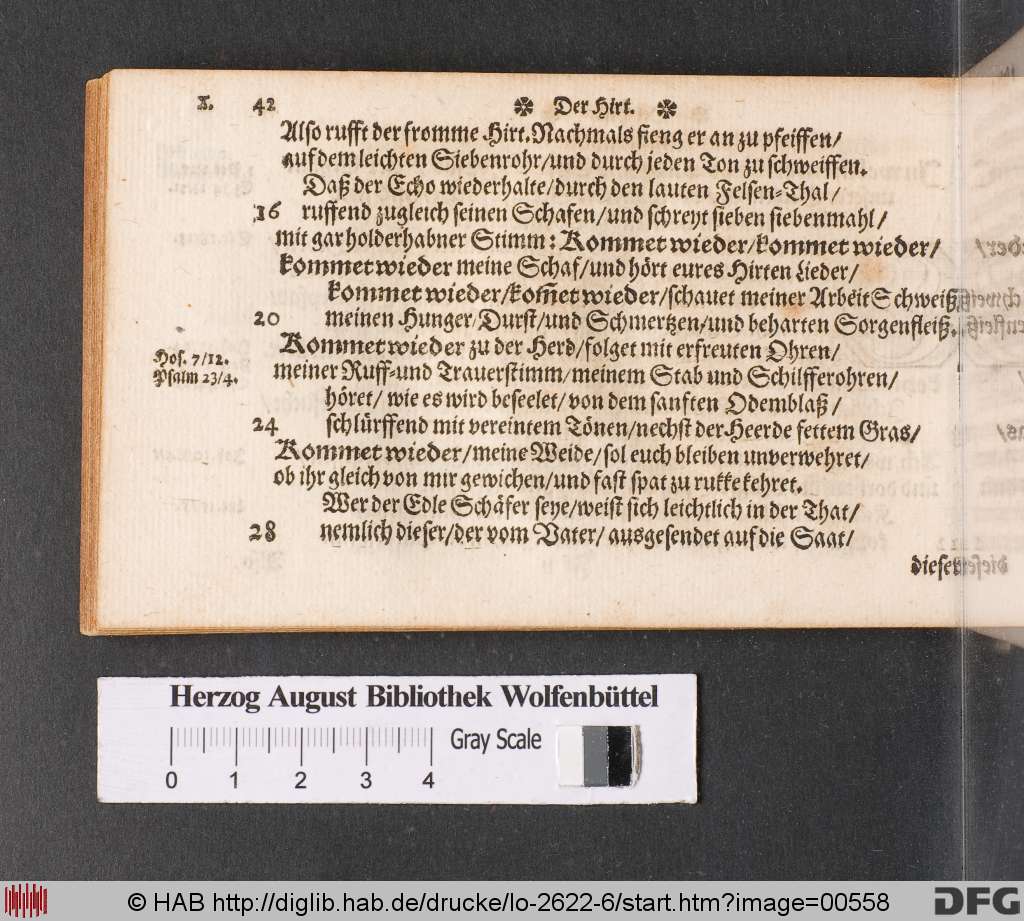 X. 42 ✽ Der Hirt. ✽
Also rufft der fromme Hirt. Nachmals fieng er an zu pfeiffen/
auf dem leichten Siebenrohr/und durch jeden Ton zu schweiffen.
Daß der Echo wiederhalte/durch den lauten Felsen-Thal/
16 ruffend zugleich seinen Schafen/und schreyt sieben siebenmahl/
mit gar holderhabner Stimm: Kommet wieder/kommet wieder/
kommet wieder meine Schaf/und hört eures Hirten Lieder/
kommet wieder/kom̄et wieder/schauet meiner Arbeit Schweiß/
20 meinen Hunger/Durst/und Schmertzen/und beharten Sorgenfleiß.
Kommet wieder zu der Herd/folget mit erfreuten Ohren/
Hos. 7/12.
Psalm 23/4.
meiner Ruff-und Trauerstimm/meinem Stab und Schilfferohren/
höret/ wie es wird beseelet/von dem sanften Odemblaß/
24 schlürffend mit vereintem Tönen/nechst der Heerde fettem Gras/
Kommet wieder/meine Weide/sol euch bleiben unverwehret/
ob ihr gleich von mir gewichen/und fast spat zu rukke kehret.
Wer der Edle Schäfer seye/weist sich leichtlich in der That/
28 nemlich dieser/der vom Vater/ ausgesendet auf die Saat/
dieser
Herzog August Bibliothek Wolfenbüttel
Gray Scale
0 1 2 3 4
© HAB http://diglib.hab.de/drucke/lo-2622-6/start.htm?image=00558
DFG